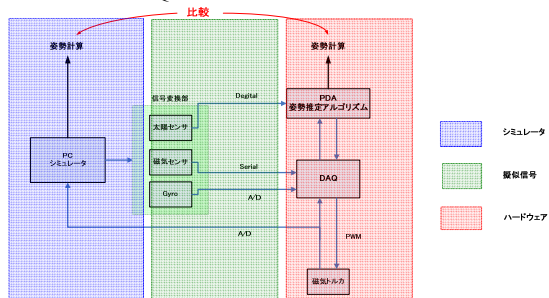 比較
姿勢計算
姿勢計算
信号変換部
Degital
PDA
姿勢推定アルゴリズム
太陽センサ
シミュレータ
PC
シミュレータ
磁気センサ
Serial
DAQ
擬似信号
Gyro
A/D
ハードウェア
A/D
PWM
磁気トルカ